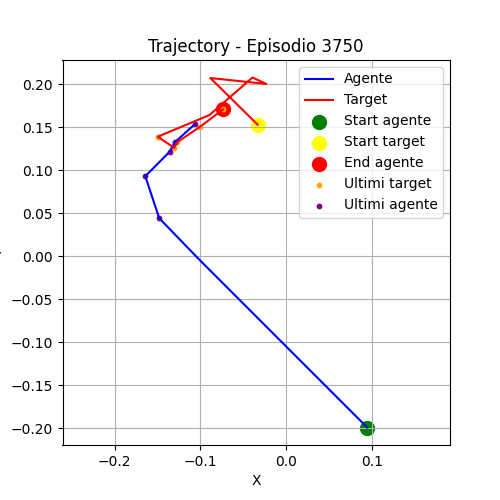 Trajectory - Episodio 3750
Agente
Target
Start agente
Start target
End agente
Ultimi target
Ultimi agente
0.20
0.15
0.10
0.05
0.00
−0.05
−0.10
−0.15
−0.20
−0.2
−0.1
0.0
0.1
X